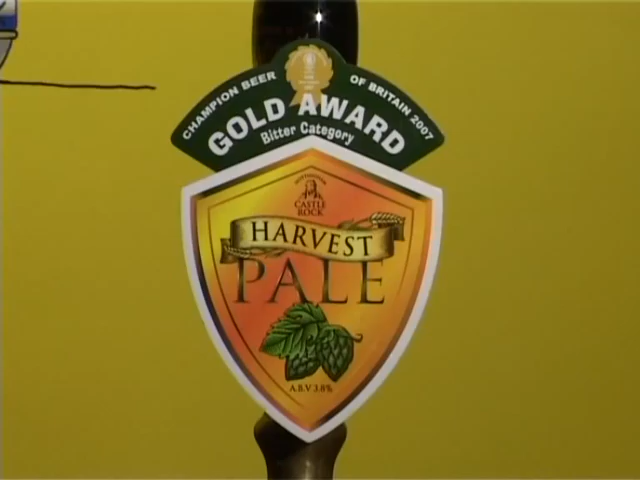 CHAMPION BEER OF BRITAIN 2007
GOLD AWARD
Bitter Category
CASTLE
ROCK
HARVEST
PALE
A.B.V 3.8%